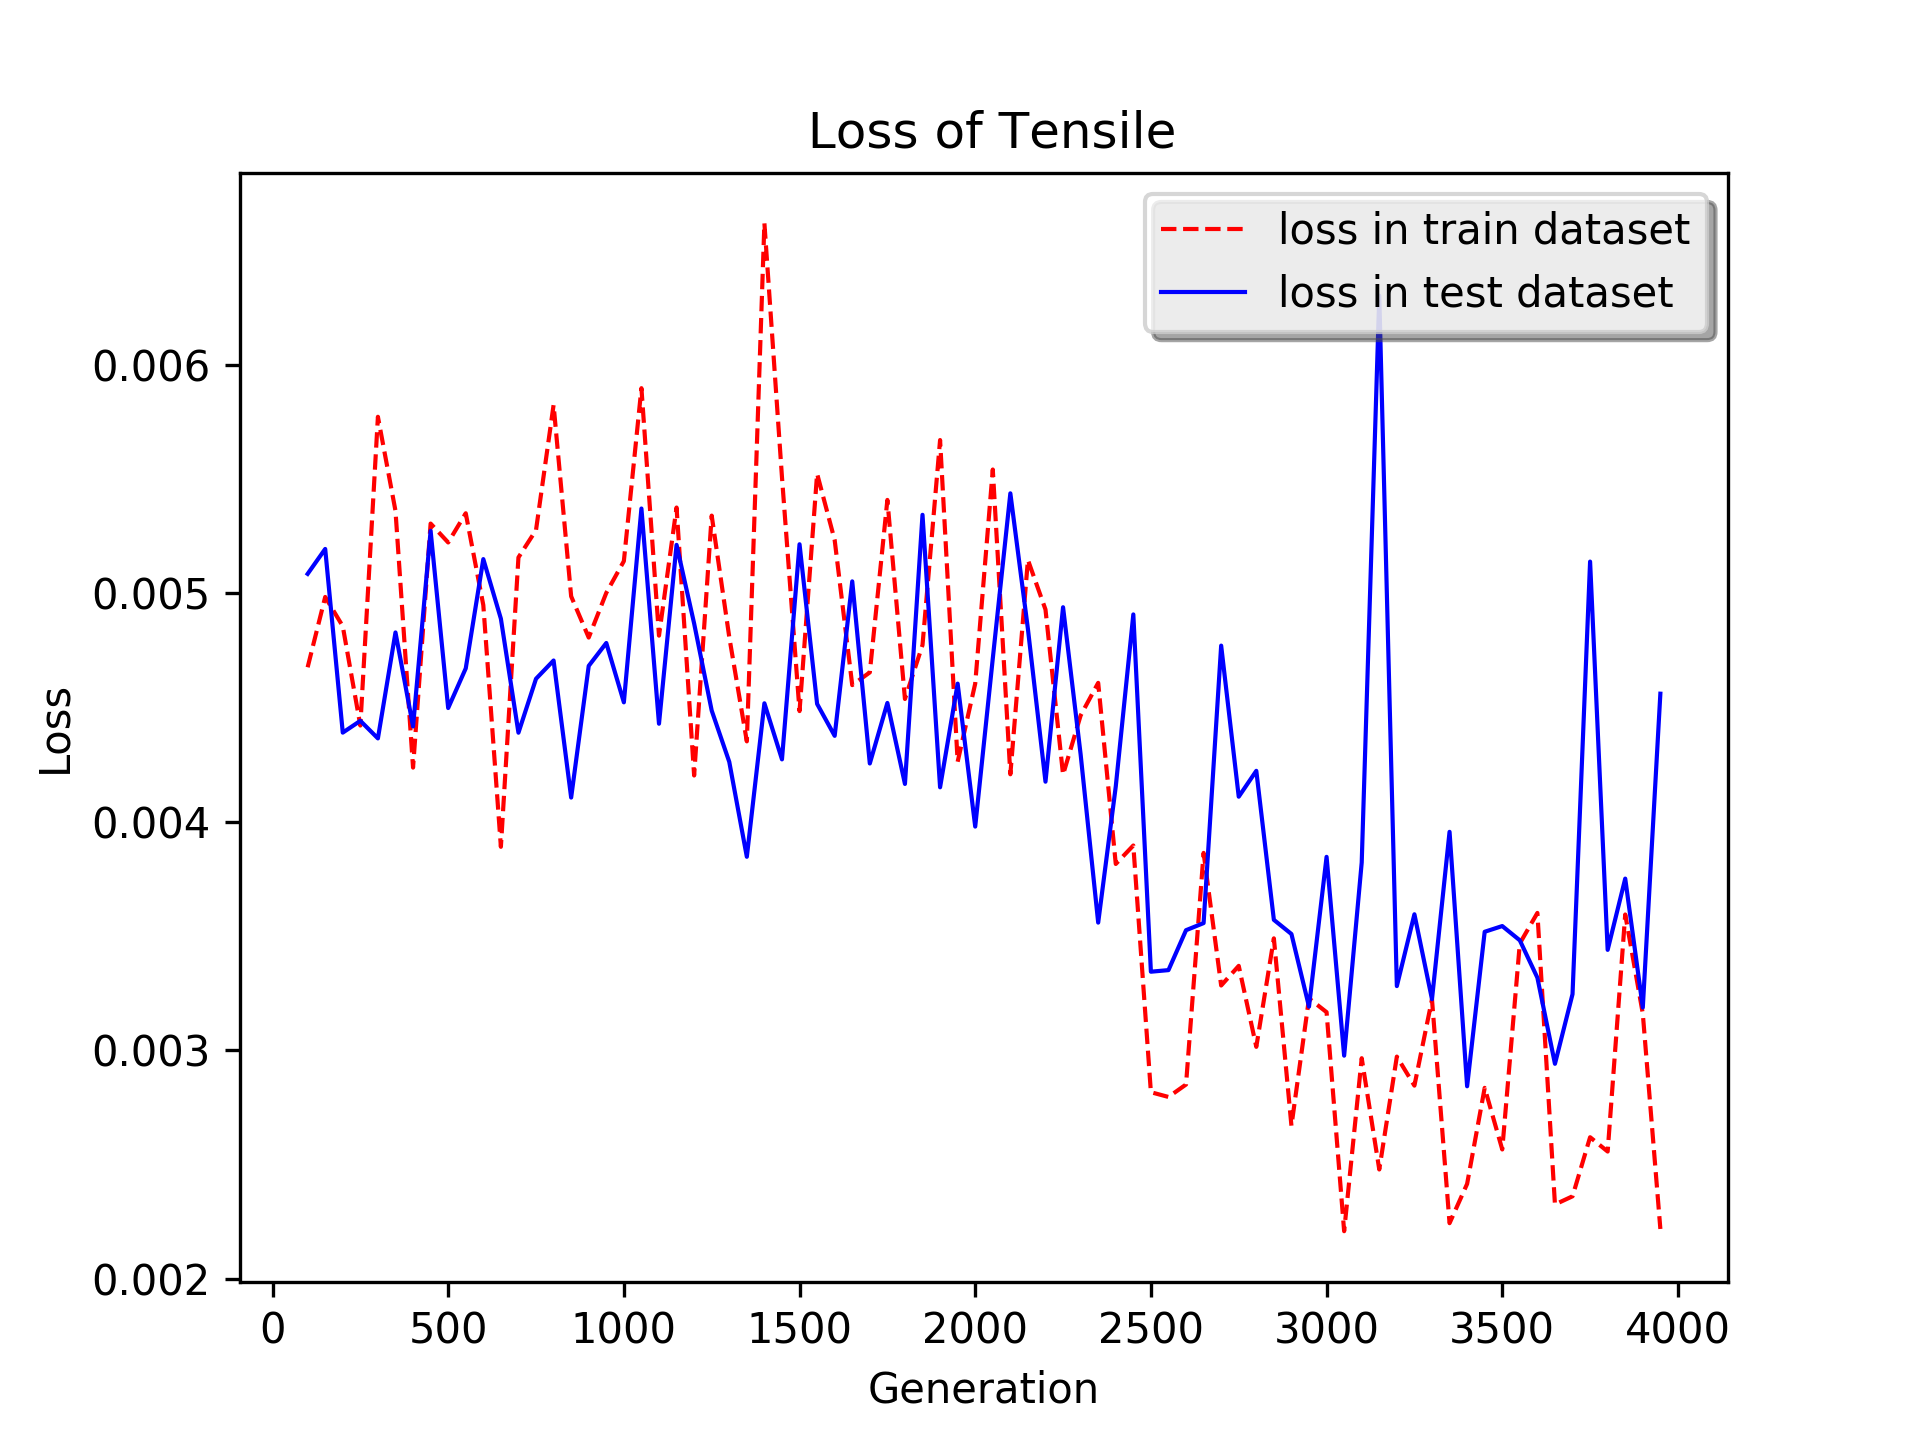 Loss of Tensile
loss in train dataset
loss in test dataset
0.006
0.005
0.004
0.003
0.002
Loss
0 500 1000 1500 2000 2500 3000 3500 4000
Generation